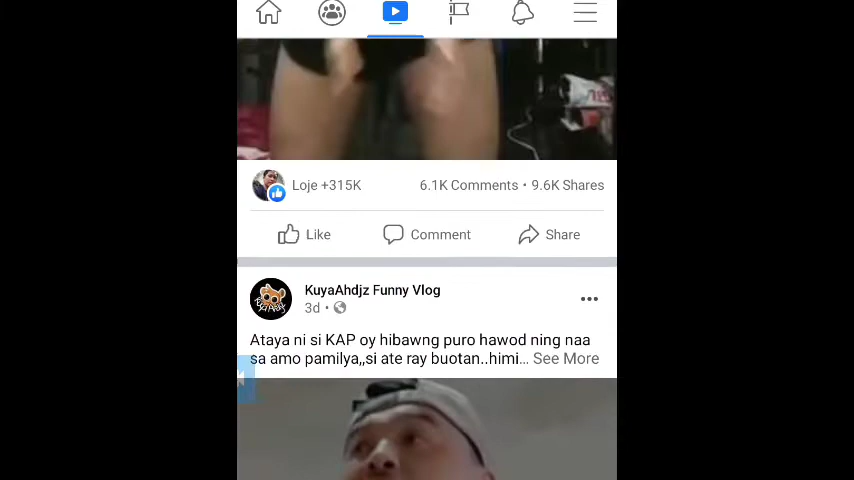 Loje +315K
6.1K Comments • 9.6K Shares
Like
Comment
Share
KuyaAhdjz Funny Vlog
3d •
Ataya ni si KAP oy hibawng puro hawod ning naa
sa amo pamilya,,si ate ray buotan..himi... See More